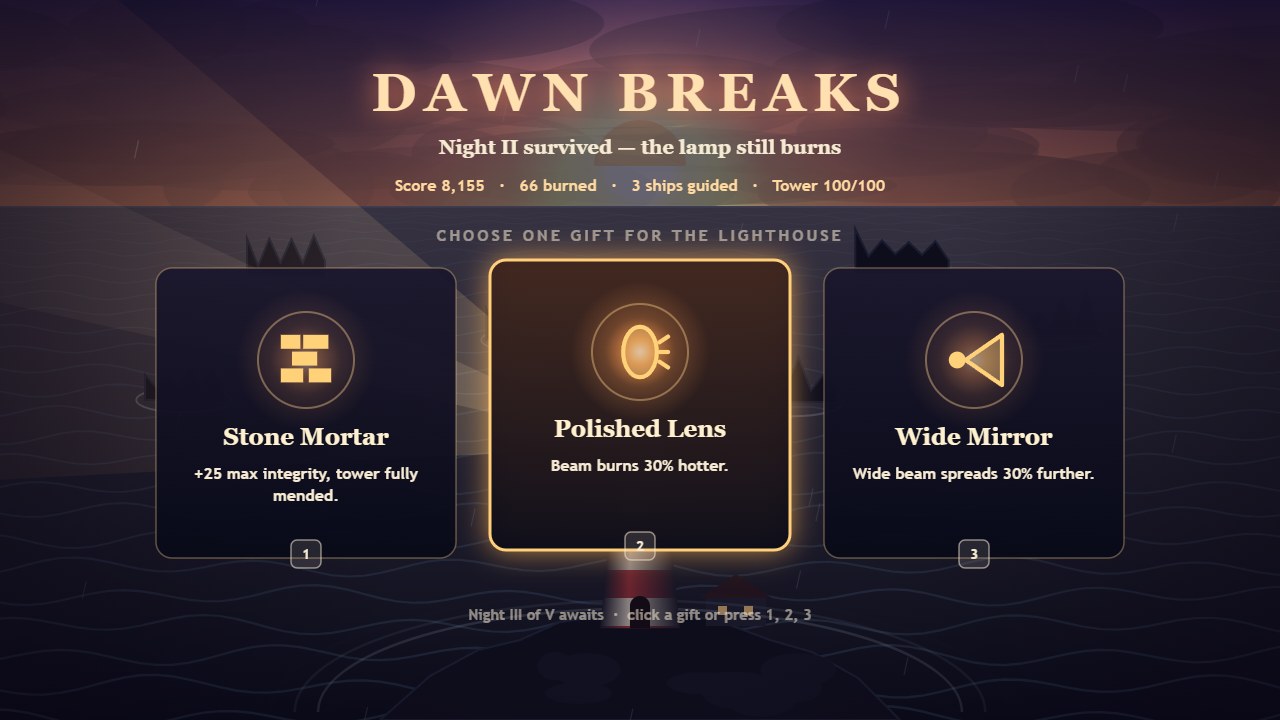 DAWN BREAKS
Night II survived — the lamp still burns
Score 8,155 · 66 burned · 3 ships guided · Tower 100/100
CHOOSE ONE GIFT FOR THE LIGHTHOUSE
Stone Mortar
+25 max integrity, tower fully
mended.
1
Polished Lens
Beam burns 30% hotter.
2
Wide Mirror
Wide beam spreads 30% further.
3
Night III of V awaits · click a gift or press 1, 2, 3